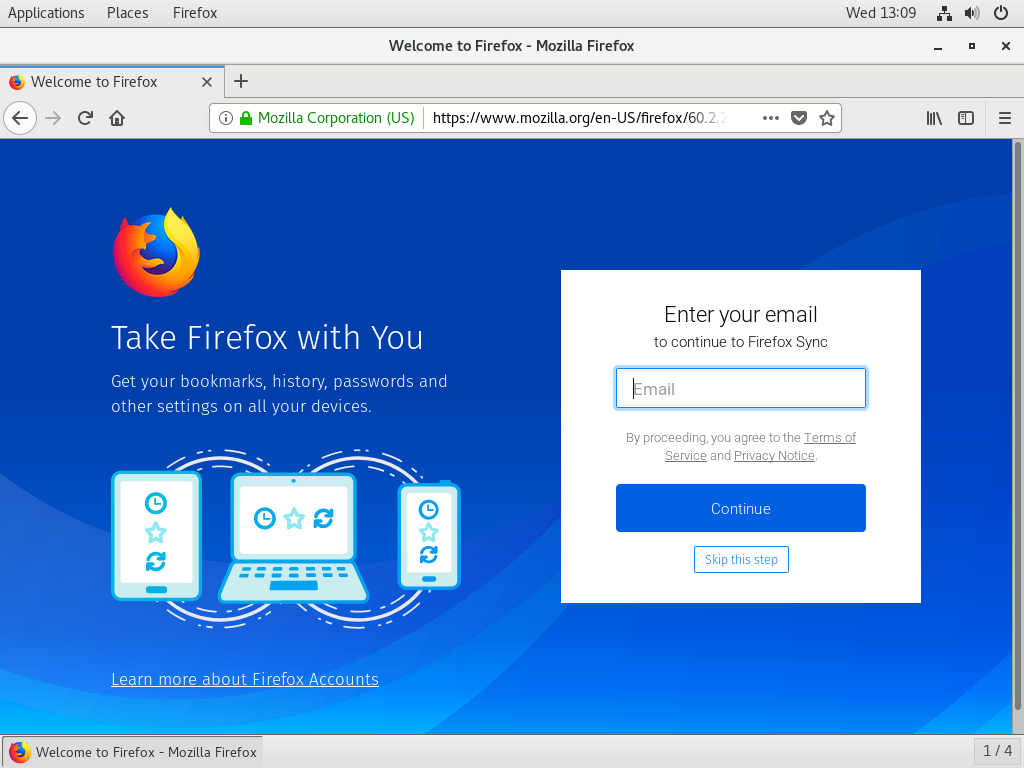 Applications Places Firefox Wed 13:09
Welcome to Firefox - Mozilla Firefox
Welcome to Firefox
Mozilla Corporation (US) https://www.mozilla.org/en-US/firefox/60.2.2
Take Firefox with You
Get your bookmarks, history, passwords and
other settings on all your devices.
Learn more about Firefox Accounts
Enter your email
to continue to Firefox Sync
Email
By proceeding, you agree to the Terms of
Service and Privacy Notice.
Continue
Skip this step
Welcome to Firefox - Mozilla Firefox 1 / 4